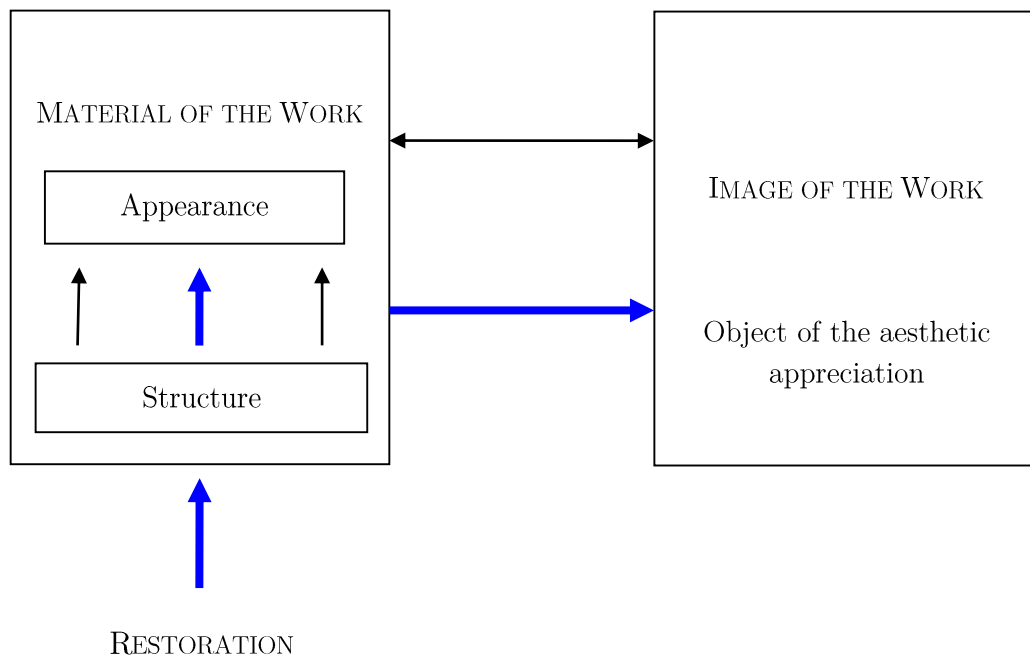 MATERIAL OF THE WORK
Appearance
Structure
RESTORATION
IMAGE OF THE WORK
Object of the aesthetic
appreciation